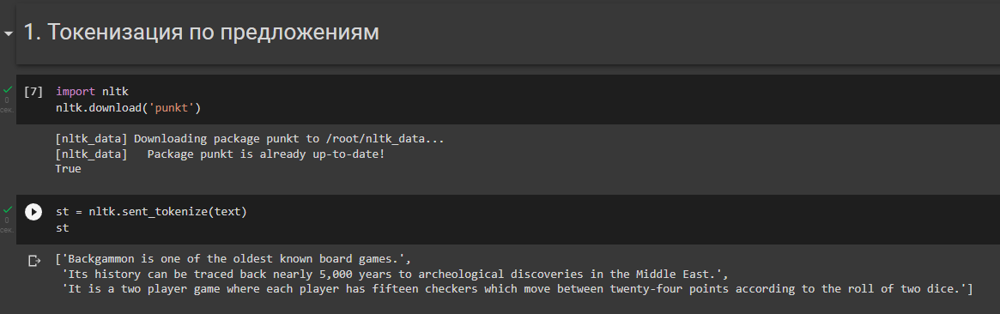 1. Токенизация по предложениям
[7] import nltk
0
сек.
nltk.download('punkt')
[nltk_data] Downloading package punkt to /root/nltk_data...
[nltk_data]   Package punkt is already up-to-date!
True
st = nltk.sent_tokenize(text)
0
сек.
st
['Backgammon is one of the oldest known board games.',
'Its history can be traced back nearly 5,000 years to archeological discoveries in the Middle East.',
'It is a two player game where each player has fifteen checkers which move between twenty-four points according to the roll of two dice.']